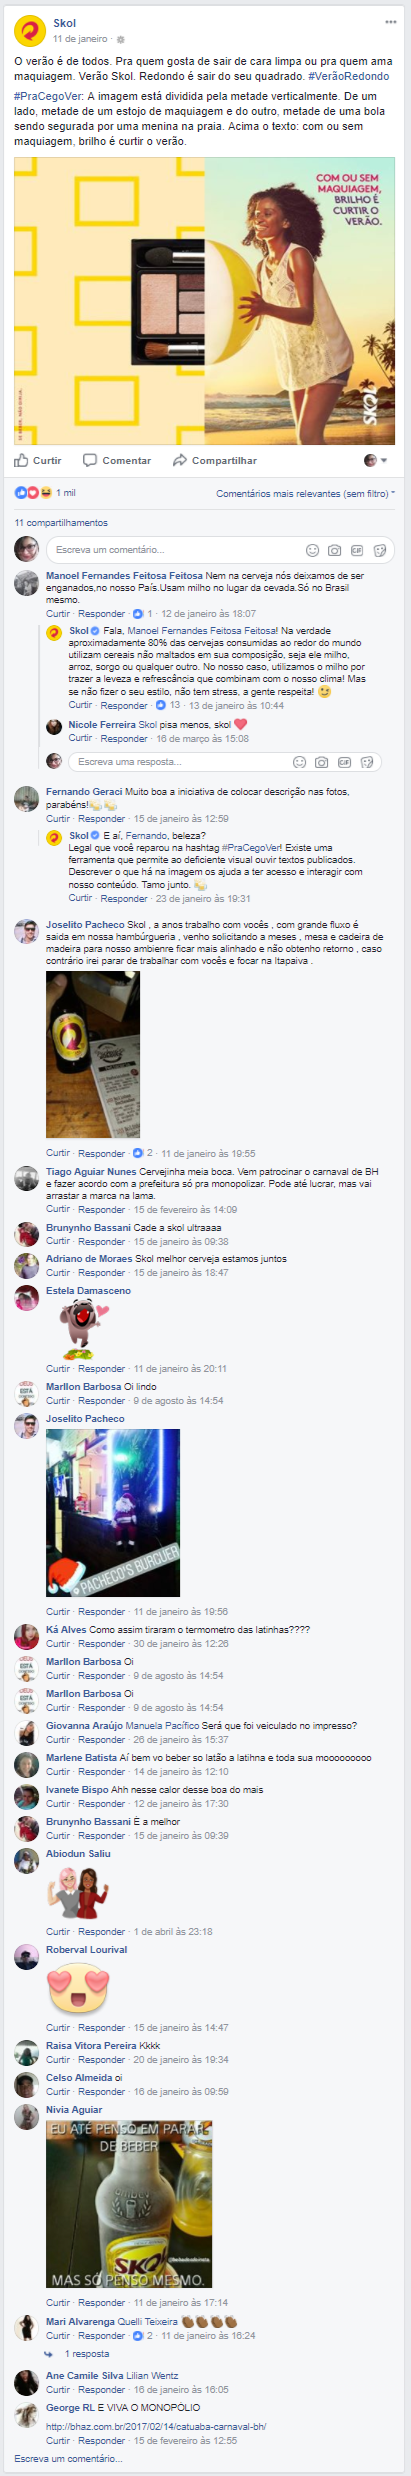 Skol
11 de janeiro ·
O verão é de todos. Pra quem gosta de sair de cara limpa ou pra quem ama
maquiagem. Verão Skol. Redondo é sair do seu quadrado. #VerãoRedondo
#PraCegoVer: A imagem está dividida pela metade verticalmente. De um
lado, metade de um estojo de maquiagem e do outro, metade de uma bola
sendo segurada por uma menina na praia. Acima o texto: com ou sem
maquiagem, brilho é curtir o verão.
COM OU SEM
MAQUIAGEM,
BRILHO É
CURTIR O
VERÃO.
SKOL
Curtir Comentar Compartilhar
1 mil Comentários mais relevantes (sem filtro)
11 compartilhamentos
Escreva um comentário...
Manoel Fernandes Feitosa Feitosa Nem na cerveja nós deixamos de ser
enganados,no nosso País.Usam milho no lugar da cevada.Só no Brasil
mesmo.
Curtir · Responder · 1 · 12 de janeiro às 18:07
Skol Fala, Manoel Fernandes Feitosa Feitosa! Na verdade
aproximadamente 80% das cervejas consumidas ao redor do mundo
utilizam cereais não maltados em sua composição, seja ele milho,
arroz, sorgo ou qualquer outro. No nosso caso, utilizamos o milho por
trazer a leveza e refrescância que combinam com o nosso clima! Mas
se não fizer o seu estilo, não tem stress, a gente respeita!
Curtir · Responder · 13 · 13 de janeiro às 10:44
Nicole Ferreira Skol pisa menos, skol
Curtir · Responder · 16 de março às 15:08
Escreva uma resposta...
Fernando Geraci Muito boa a iniciativa de colocar descrição nas fotos,
parabéns!
Curtir · Responder · 15 de janeiro às 12:59
Skol E aí, Fernando, beleza?
Legal que você reparou na hashtag #PraCegoVer! Existe uma
ferramenta que permite ao deficiente visual ouvir textos publicados.
Descrever o que há na imagem os ajuda a ter acesso e interagir com
nosso conteúdo. Tamo junto.
Curtir · Responder · 23 de janeiro às 19:31
Joselito Pacheco Skol , a anos trabalho com vocês , com grande fluxo é
saida em nossa hambúrgueria , venho solicitando a meses , mesa e cadeira de
madeira para nosso ambienre ficar mais alinhado e não obtenho retorno , caso
contrário irei parar de trabalhar com vocês e focar na Itapaiva .
Curtir · Responder · 2 · 11 de janeiro às 19:55
Tiago Aguiar Nunes Cervejinha meia boca. Vem patrocinar o carnaval de BH
e fazer acordo com a prefeitura só pra monopolizar. Pode até lucrar, mas vai
arrastar a marca na lama.
Curtir · Responder · 15 de fevereiro às 14:09
Brunynho Bassani Cade a skol ultraaaa
Curtir · Responder · 15 de janeiro às 09:38
Adriano de Moraes Skol melhor cerveja estamos juntos
Curtir · Responder · 15 de janeiro às 18:47
Estela Damasceno
Curtir · Responder · 11 de janeiro às 20:11
Marllon Barbosa Oi lindo
Curtir · Responder · 9 de agosto às 14:54
Joselito Pacheco
PACHECO'S BURGUER
Curtir · Responder · 11 de janeiro às 19:56
Ká Alves Como assim tiraram o termometro das latinhas????
Curtir · Responder · 30 de janeiro às 12:26
Marllon Barbosa Oi
Curtir · Responder · 9 de agosto às 14:54
Marllon Barbosa Oi
Curtir · Responder · 9 de agosto às 14:54
Giovanna Araújo Manuela Pacífico Será que foi veiculado no impresso?
Curtir · Responder · 26 de janeiro às 15:37
Marlene Batista Aí bem vo beber so latão a latihna e toda sua mooooooooo
Curtir · Responder · 14 de janeiro às 12:10
Ivanete Bispo Ahh nesse calor desse boa do mais
Curtir · Responder · 12 de janeiro às 17:30
Brunynho Bassani E a melhor
Curtir · Responder · 15 de janeiro às 09:39
Abiodun Saliu
Curtir · Responder · 1 de abril às 23:18
Roberval Lourival
Curtir · Responder · 15 de janeiro às 14:47
Raisa Vitora Pereira Kkkk
Curtir · Responder · 20 de janeiro às 19:34
Celso Almeida oi
Curtir · Responder · 16 de janeiro às 09:59
Nivia Aguiar
EU ATÉ PENSO EM PARAR
DE BEBER
SKOL
MAS SÓ PENSO MESMO.
Curtir · Responder · 11 de janeiro às 17:14
Mari Alvarenga Quelli Teixeira
Curtir · Responder · 2 · 11 de janeiro às 16:24
1 resposta
Ane Camile Silva Lilian Wentz
Curtir · Responder · 16 de janeiro às 16:05
George RL E VIVA O MONOPÓLIO
http://bhaz.com.br/2017/02/14/catuaba-carnaval-bh/
Curtir · Responder · 15 de fevereiro às 12:55
Escreva um comentário...